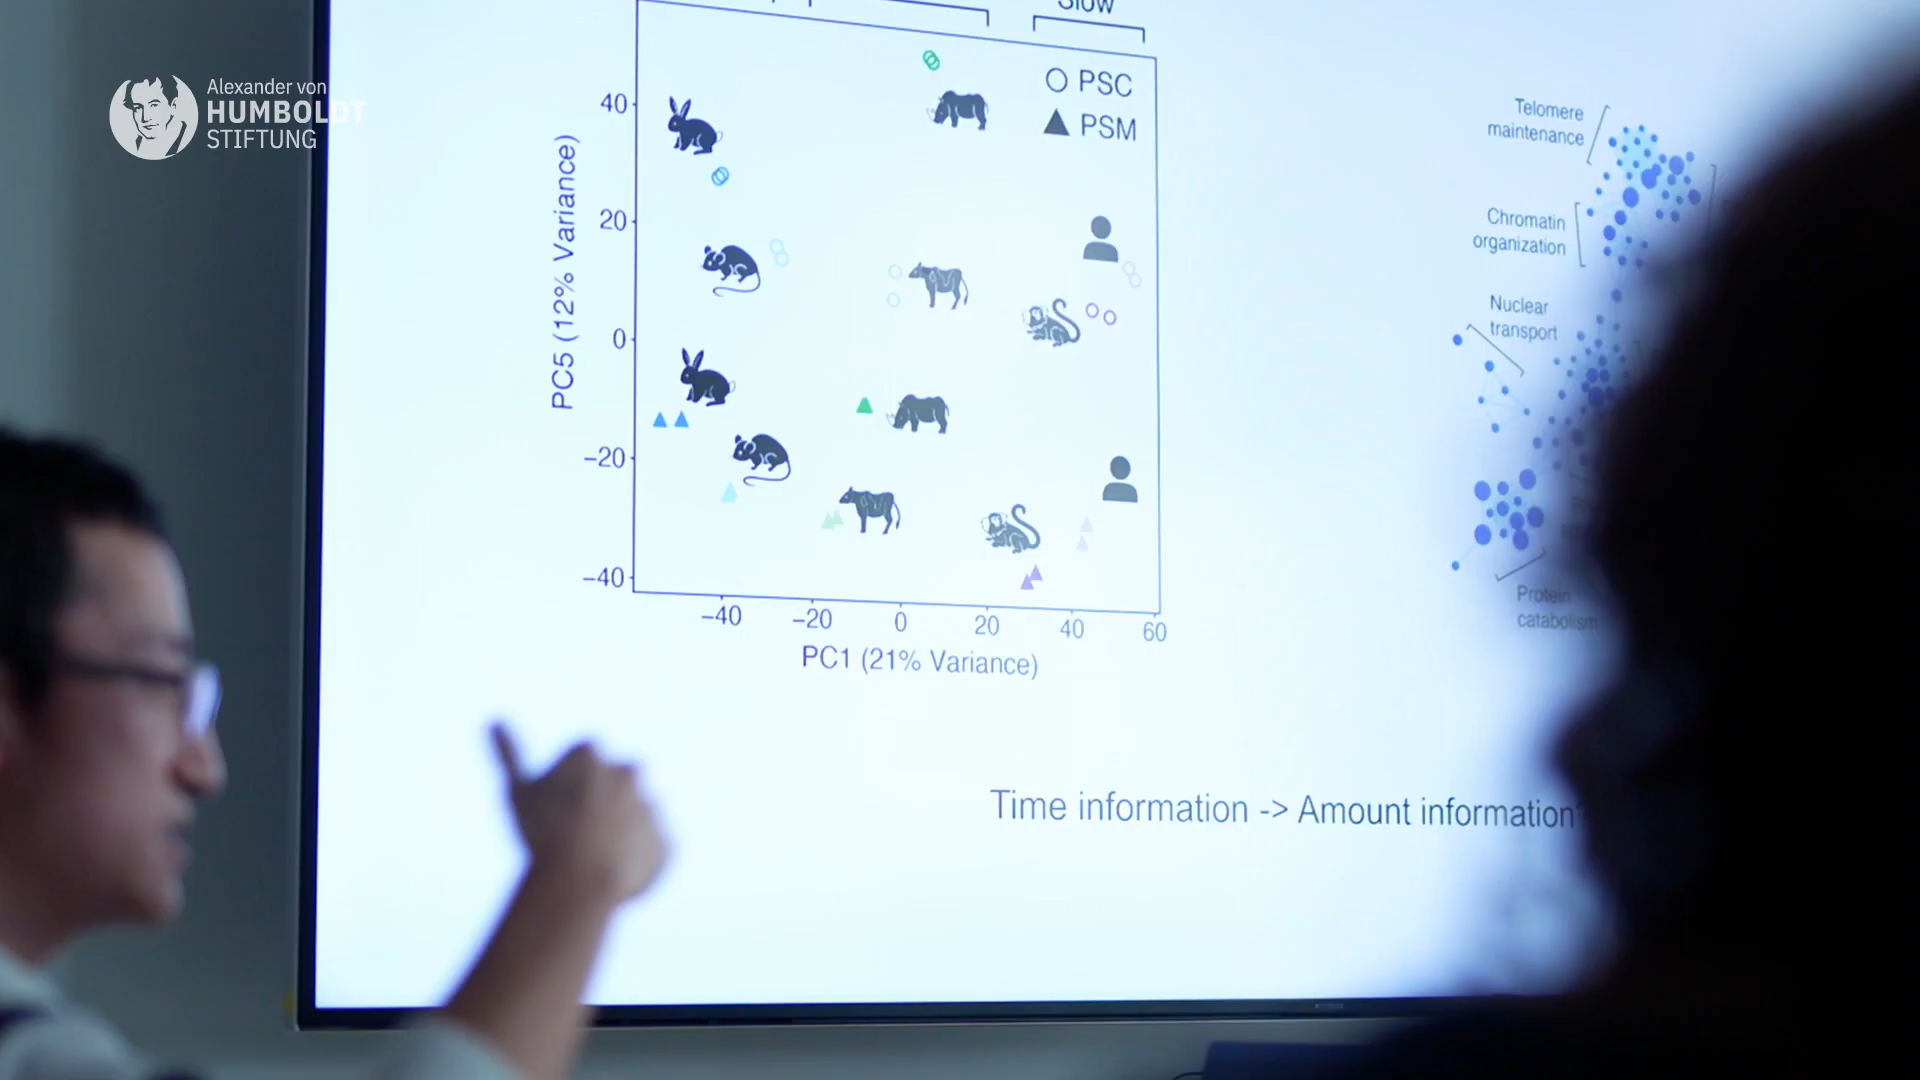 Alexander von
HUMBOLDT
STIFTUNG
Slow
PSC
PSM
40
20
0
−20
−40
PC5 (12% Variance)
−40
−20
0
20
40
60
PC1 (21% Variance)
Telomere
maintenance
Chromatin
organization
Nuclear
transport
Protein
catabolism
Time information -> Amount information